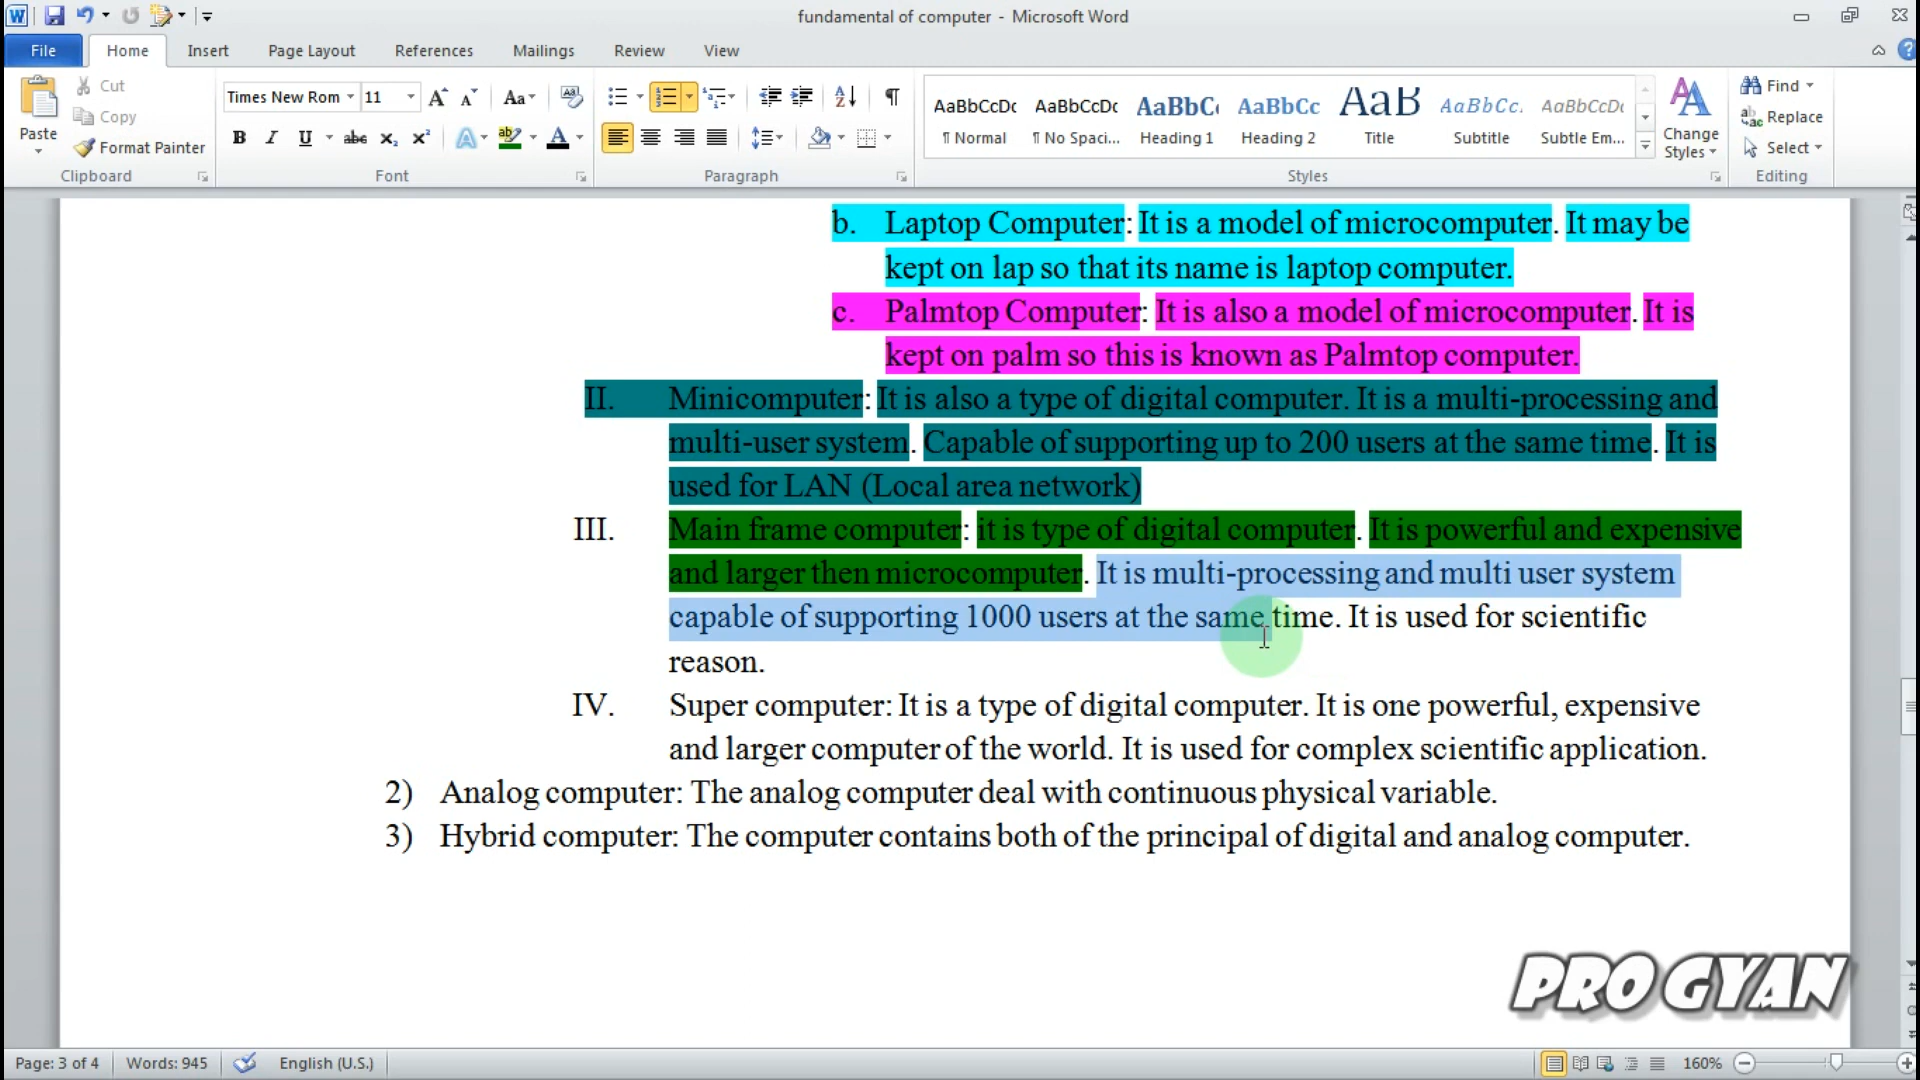 fundamental of computer - Microsoft Word
File Home Insert Page Layout References Mailings Review View
Paste
Cut
Copy
Format Painter
Clipboard
Times New Rom 11
Font
Paragraph
AaBbCcDc AaBbCcDc AaBbC AaBbCc AaB AaBbCc. AaBbCcDc
¶ Normal ¶ No Spaci... Heading 1 Heading 2 Title Subtitle Subtle Em...
Change Styles
Styles
Find
Replace
Select
Editing
b. Laptop Computer: It is a model of microcomputer. It may be
kept on lap so that its name is laptop computer.
c. Palmtop Computer: It is also a model of microcomputer. It is
kept on palm so this is known as Palmtop computer.
II. Minicomputer: It is also a type of digital computer. It is a multi-processing and
multi-user system. Capable of supporting up to 200 users at the same time. It is
used for LAN (Local area network)
III. Main frame computer: it is type of digital computer. It is powerful and expensive
and larger then microcomputer. It is multi-processing and multi user system
capable of supporting 1000 users at the same time. It is used for scientific
reason.
IV. Super computer: It is a type of digital computer. It is one powerful, expensive
and larger computer of the world. It is used for complex scientific application.
2) Analog computer: The analog computer deal with continuous physical variable.
3) Hybrid computer: The computer contains both of the principal of digital and analog computer.
PRO GYAN
Page: 3 of 4 Words: 945 English (U.S.) 160%